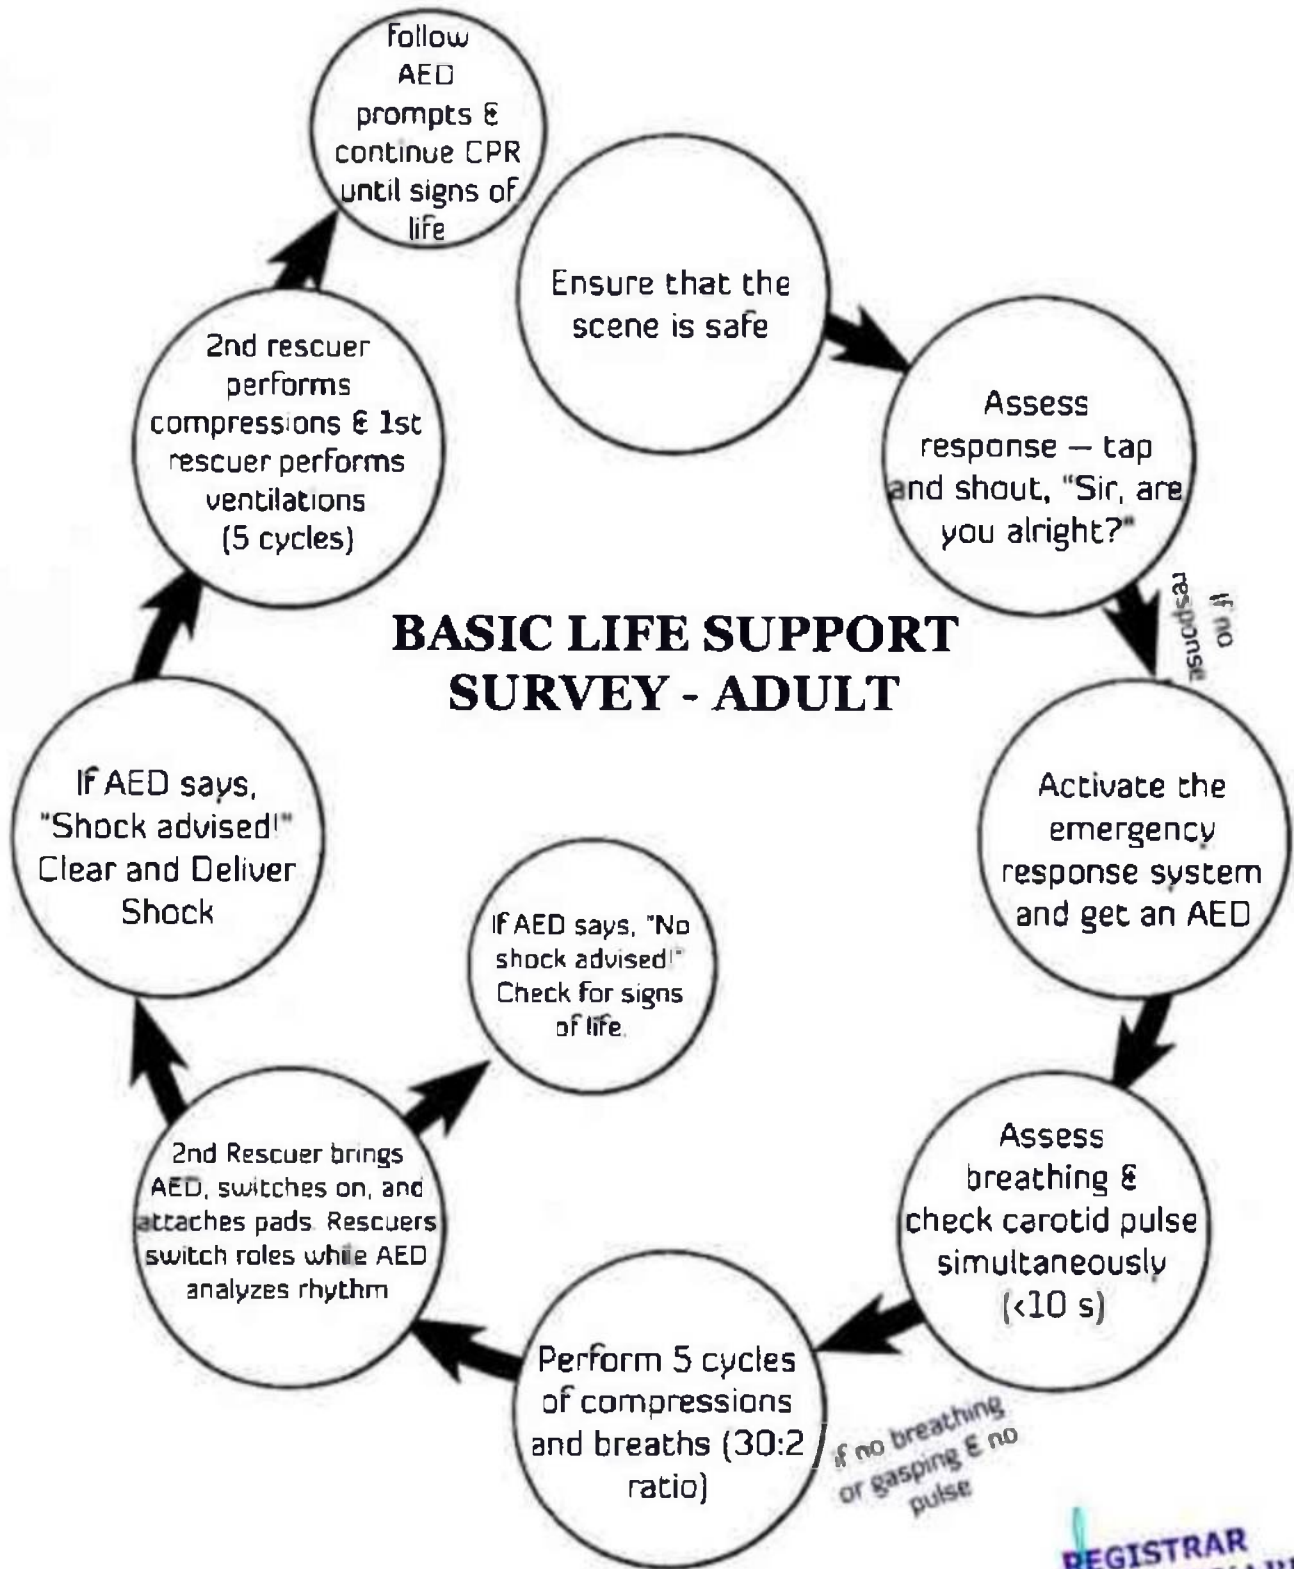 BASIC LIFE SUPPORT
SURVEY - ADULT
Ensure that the
scene is safe
Assess
response – tap
and shout, "Sir, are
you alright?"
If no
response
Activate the
emergency
response system
and get an AED
Assess
breathing &
check carotid pulse
simultaneously
(<10 s)
if no breathing
or gasping & no
pulse
Perform 5 cycles
of compressions
and breaths (30:2
ratio)
2nd Rescuer brings
AED, switches on, and
attaches pads. Rescuers
switch roles while AED
analyzes rhythm
If AED says, "No
shock advised!"
Check for signs
of life.
If AED says,
"Shock advised!"
Clear and Deliver
Shock
2nd rescuer
performs
compressions & 1st
rescuer performs
ventilations
(5 cycles)
Follow
AED
prompts &
continue CPR
until signs of
life
REGISTRAR